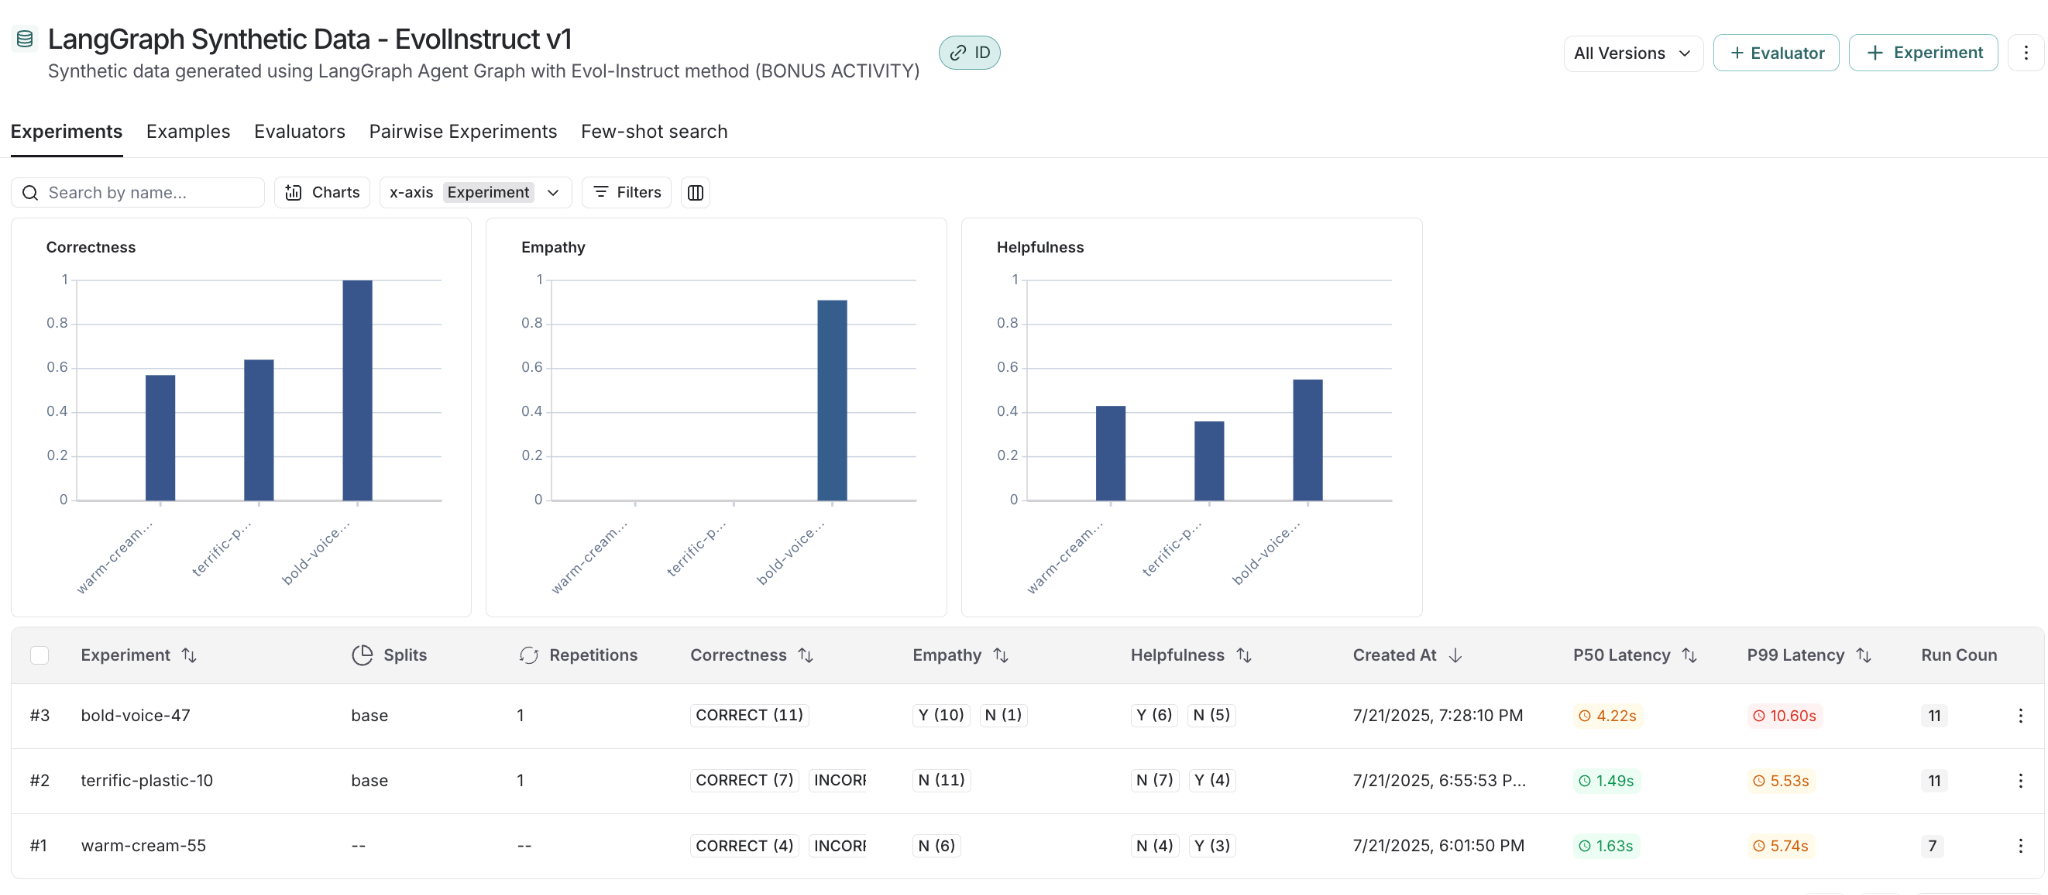 LangGraph Synthetic Data - EvolInstruct v1
Synthetic data generated using LangGraph Agent Graph with Evol-Instruct method (BONUS ACTIVITY)
ID
All Versions
+ Evaluator
+ Experiment
Experiments Examples Evaluators Pairwise Experiments Few-shot search
Search by name...
Charts
x-axis Experiment
Filters
Correctness
1
0.8
0.6
0.4
0.2
0
warm-cream...
terrific-p...
bold-voice...
Empathy
1
0.8
0.6
0.4
0.2
0
warm-cream...
terrific-p...
bold-voice...
Helpfulness
1
0.8
0.6
0.4
0.2
0
warm-cream...
terrific-p...
bold-voice...
Experiment Splits Repetitions Correctness Empathy Helpfulness Created At P50 Latency P99 Latency Run Coun
#3 bold-voice-47 base 1 CORRECT (11) Y (10) N (1) Y (6) N (5) 7/21/2025, 7:28:10 PM 4.22s 10.60s 11
#2 terrific-plastic-10 base 1 CORRECT (7) INCORR N (11) N (7) Y (4) 7/21/2025, 6:55:53 P... 1.49s 5.53s 11
#1 warm-cream-55 -- -- CORRECT (4) INCORR N (6) N (4) Y (3) 7/21/2025, 6:01:50 PM 1.63s 5.74s 7